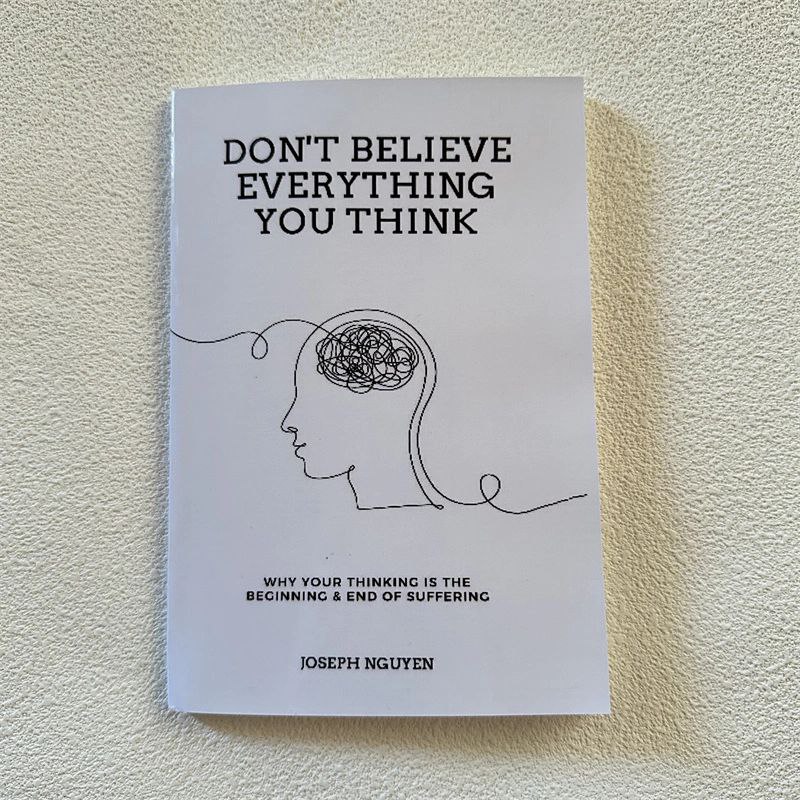 DON'T BELIEVE
EVERYTHING
YOU THINK
WHY YOUR THINKING IS THE
BEGINNING & END OF SUFFERING
JOSEPH NGUYEN